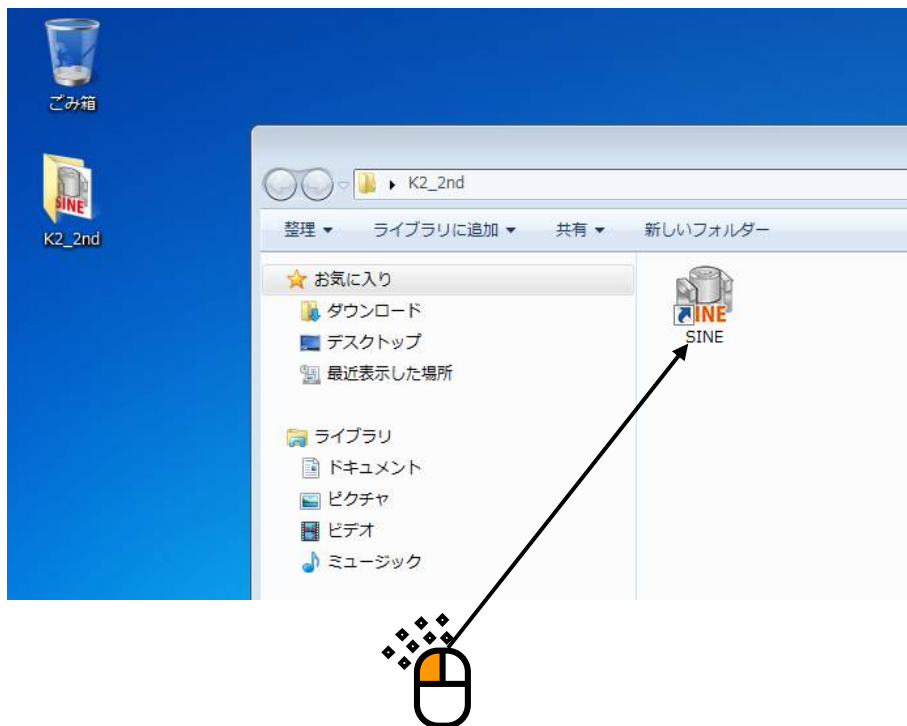 ごみ箱
SINE
K2_2nd
K2_2nd
整理 ライブラリに追加 共有 新しいフォルダー
お気に入り
ダウンロード
デスクトップ
最近表示した場所
ライブラリ
ドキュメント
ピクチャ
ビデオ
ミュージック
INE
SINE